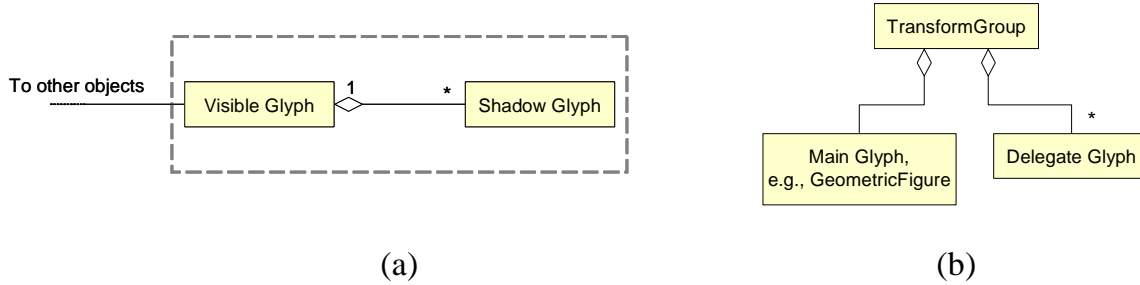 To other objects
Visible Glyph
1
*
Shadow Glyph
(a)
TransformGroup
*
Main Glyph,
e.g., GeometricFigure
Delegate Glyph
(b)